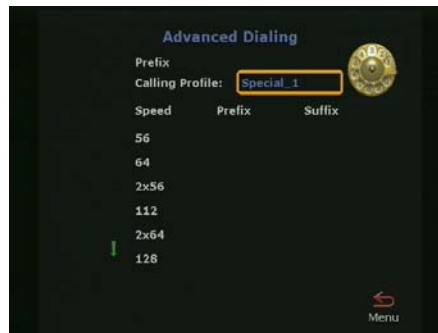 Advanced Dialing
Prefix
Calling Profile: Special_1
Speed Prefix Suffix
56
64
2x56
112
2x64
128
Menu